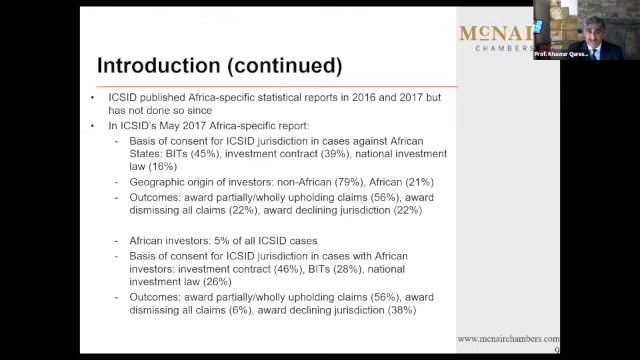 MCNAIR
CHAMBERS
Prof. Khawar Qures...
Introduction (continued)
• ICSID published Africa-specific statistical reports in 2016 and 2017 but
has not done so since
• In ICSID's May 2017 Africa-specific report:
– Basis of consent for ICSID jurisdiction in cases against African
States: BITs (45%), investment contract (39%), national investment
law (16%)
– Geographic origin of investors: non-African (79%), African (21%)
– Outcomes: award partially/wholly upholding claims (56%), award
dismissing all claims (22%), award declining jurisdiction (22%)
– African investors: 5% of all ICSID cases
– Basis of consent for ICSID jurisdiction in cases with African
investors: investment contract (46%), BITs (28%), national
investment law (26%)
– Outcomes: award partially/wholly upholding claims (56%), award
dismissing all claims (6%), award declining jurisdiction (38%)
www.mcnairchambers.com
9